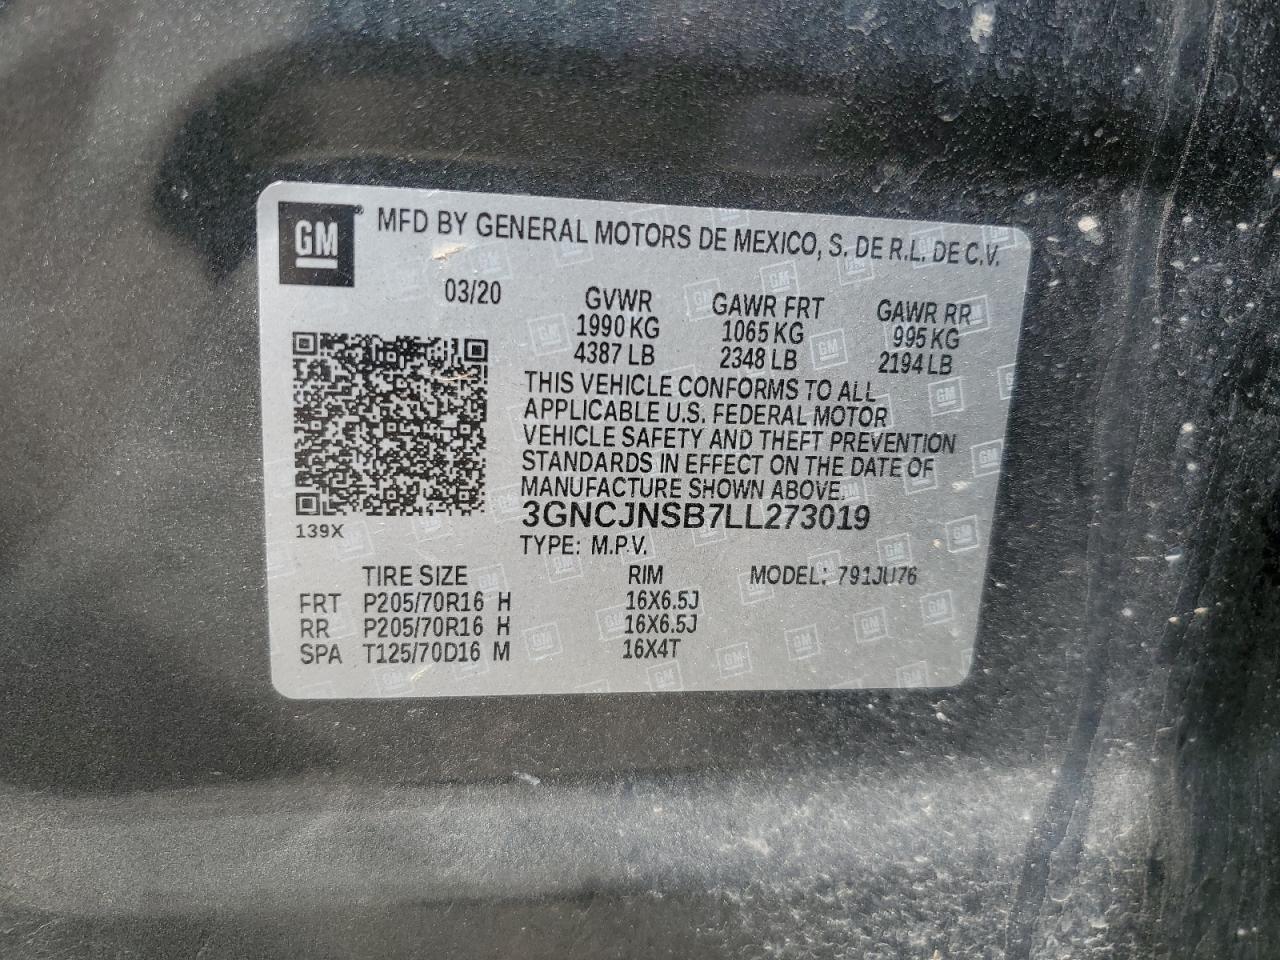 GM® MFD BY GENERAL MOTORS DE MEXICO, S. DE R.L. DE C.V.
03/20 GVWR GAWR FRT GAWR RR
1990 KG 1065 KG 995 KG
4387 LB 2348 LB 2194 LB
THIS VEHICLE CONFORMS TO ALL
APPLICABLE U.S. FEDERAL MOTOR
VEHICLE SAFETY AND THEFT PREVENTION
STANDARDS IN EFFECT ON THE DATE OF
MANUFACTURE SHOWN ABOVE.
3GNCJNSB7LL273019
139X
TYPE: M.P.V.
TIRE SIZE RIM MODEL: 791JU76
FRT P205/70R16 H 16X6.5J
RR P205/70R16 H 16X6.5J
SPA T125/70D16 M 16X4T